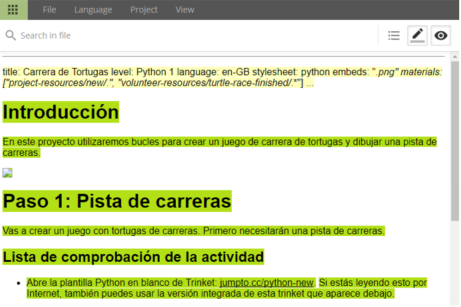 File Language Project View
Search in file
title: Carrera de Tortugas level: Python 1 language: en-GB stylesheet: python embeds: ".png" materials:
["project-resources/new/.", "volunteer-resources/turtle-race-finished/.*"] ...
Introducción
En este proyecto utilizaremos bucles para crear un juego de carrera de tortugas y dibujar una pista de
carreras.
Paso 1: Pista de carreras
Vas a crear un juego con tortugas de carreras. Primero necesitarán una pista de carreras.
Lista de comprobación de la actividad
• Abre la plantilla Python en blanco de Trinket: jumpto.cc/python-new. Si estás leyendo esto por
Internet, también puedes usar la versión integrada de esta trinket que aparece debajo.